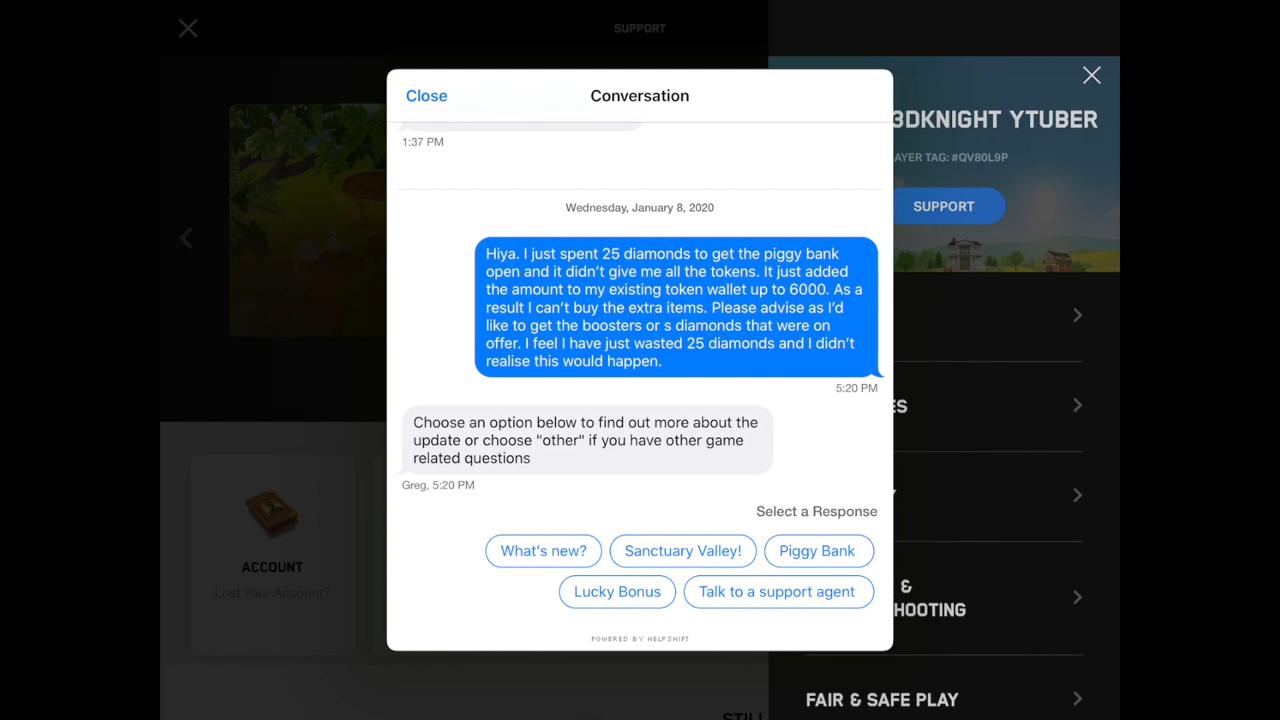 SUPPORT
Close
Conversation
3DKNIGHT YTUBER
1:37 PM
AYER TAG: #QV80L9P
SUPPORT
Wednesday, January 8, 2020
Hiya. I just spent 25 diamonds to get the piggy bank
open and it didn’t give me all the tokens. It just added
the amount to my existing token wallet up to 6000. As a
result I can’t buy the extra items. Please advise as I’d
like to get the boosters or s diamonds that were on
offer. I feel I have just wasted 25 diamonds and I didn’t
realise this would happen.
5:20 PM
ES
Choose an option below to find out more about the
update or choose "other" if you have other game
related questions
Greg, 5:20 PM
Select a Response
What's new?
Sanctuary Valley!
Piggy Bank
Lucky Bonus
Talk to a support agent
ACCOUNT
Lost Your Account?
&
HOOTING
POWERED BY HELPSHIFT
FAIR & SAFE PLAY